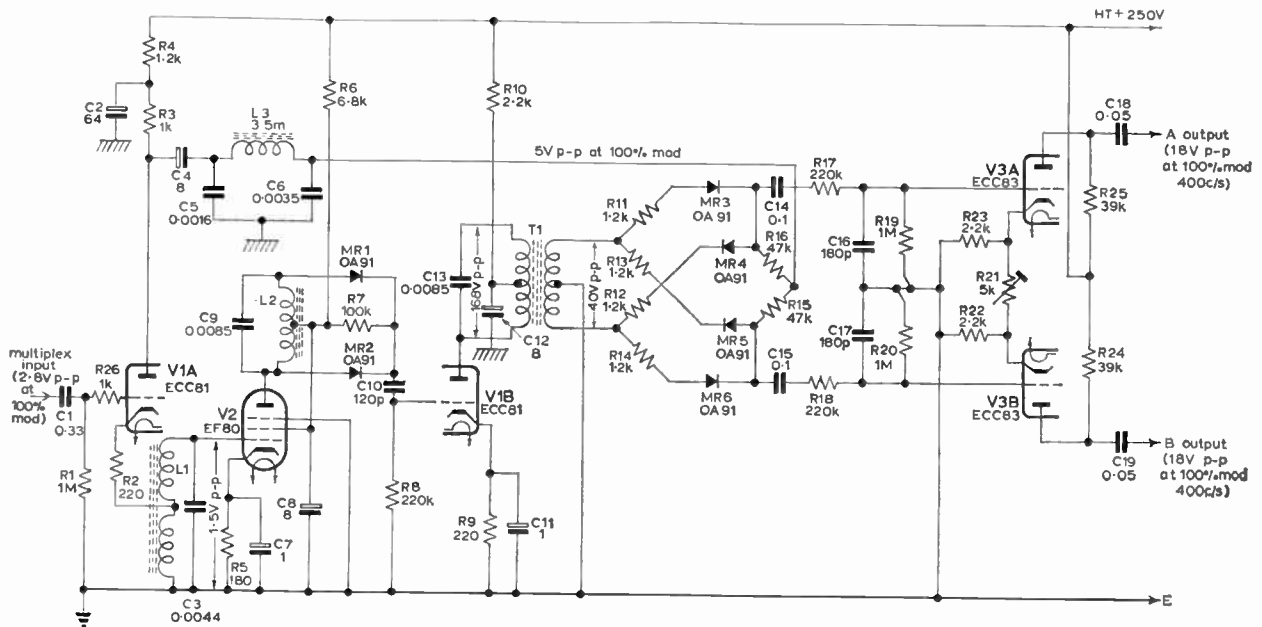 HT + 250V
R4
1.2k
C2
64
R3
1k
L3
3.5m
R6
6.8k
R10
2.2k
C4
8
C5
0.0016
C6
0.0035
5V p-p at 100% mod
C18
0.05
A output
(18V p-p
at 100% mod
400c/s)
V3A
ECC83
R25
39k
R17
220k
C14
0.1
MR3
OA 91
R11
1.2k
R16
47k
MR4
OA91
R13
1.2k
R12
1.2k
R15
47k
MR5
OA91
R14
1.2k
MR6
OA91
C15
0.1
R18
220k
C16
180p
R19
1M
C17
180p
R20
1M
R23
2.2k
R21
5k
R22
2.2k
R24
39k
V3B
ECC83
C19
0.05
B output
(18V p-p
at 100% mod
400c/s)
T1
168V p-p
40V p-p
C13
0.0085
C12
8
MR1
OA91
L2
R7
100k
C9
0.0085
MR2
OA91
C10
120p
V1B
ECC81
multiplex
input
(2.8V p-p
at
100%
mod)
C1
0.33
R26
1k
V1A
ECC81
V2
EF80
R1
1M
R2
220
L1
1.5V p-p
R5
180
C7
1
C8
8
R8
220k
R9
220
C11
1
C3
0.0044
E